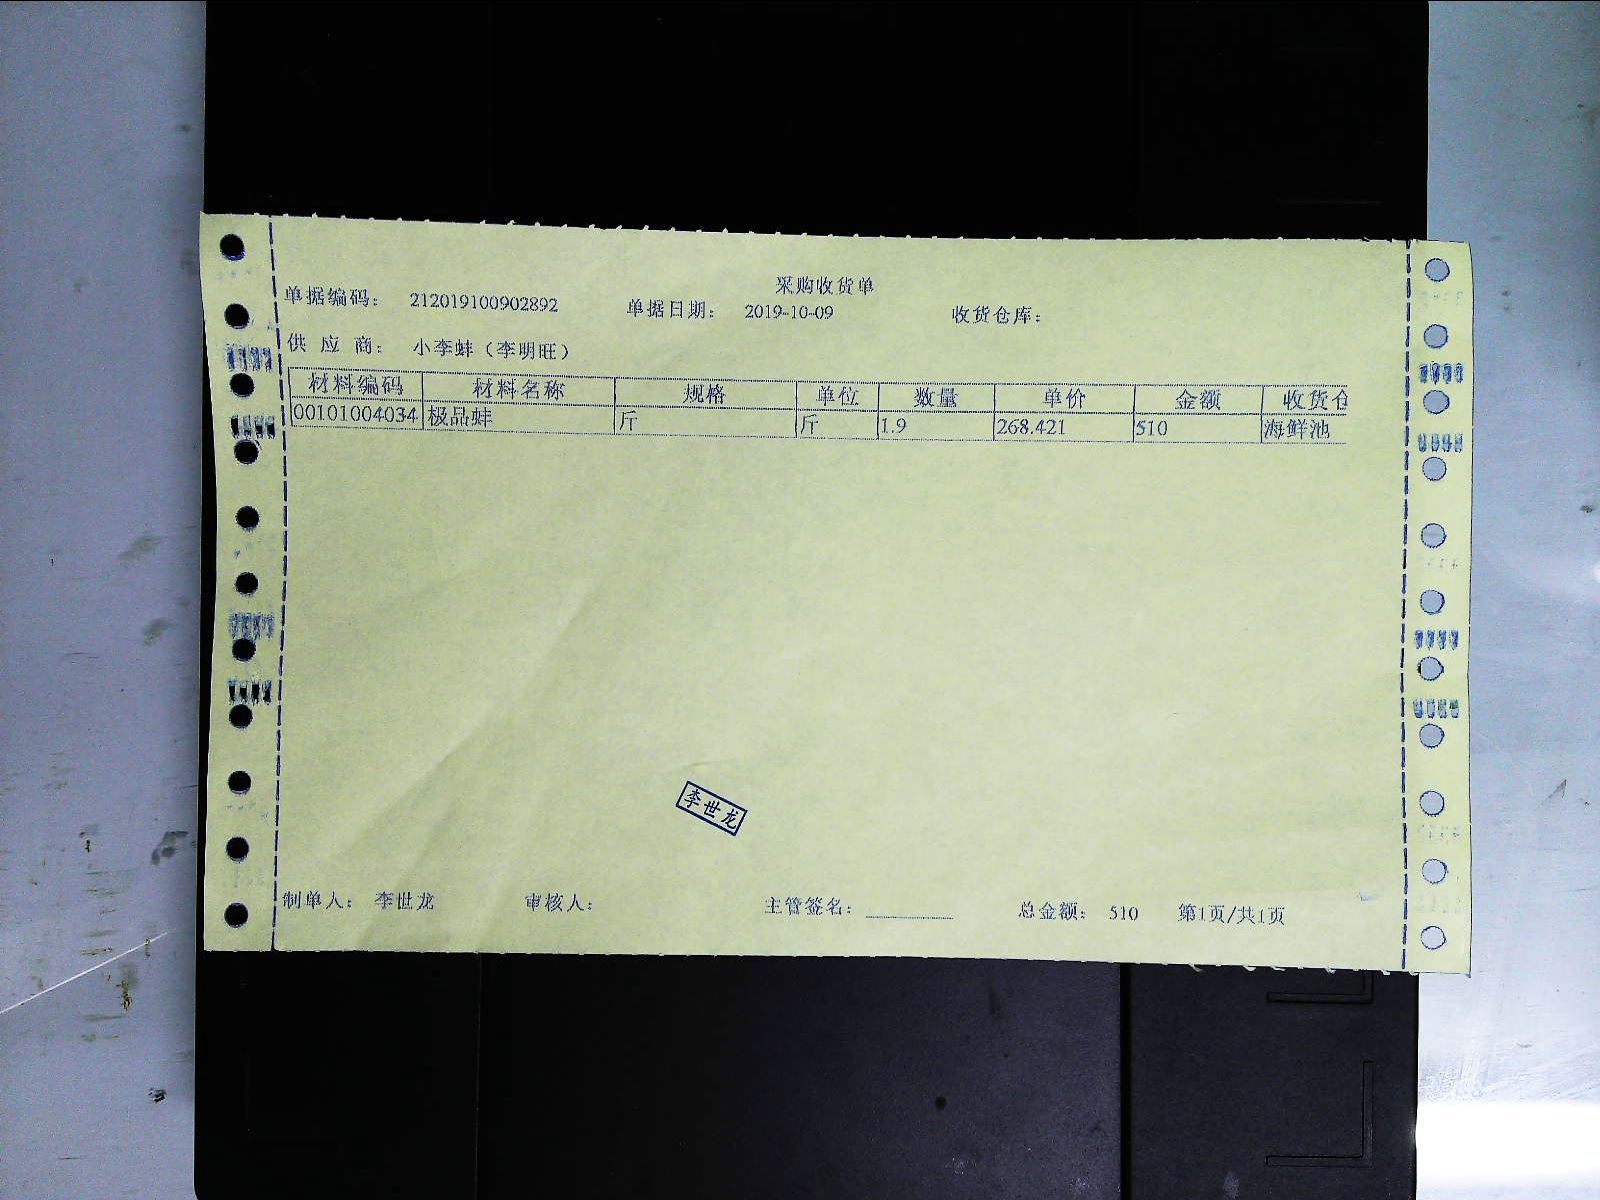 采购收货单
单据编码： 212019100902892 单据日期： 2019-10-09 收货仓库：
供 应 商： 小李蚌（李明旺）
材料编码 材料名称 规格 单位 数量 单价 金额 收货仓
00101004034 极品蚌 斤 斤 1.9 268.421 510 海鲜池
李世龙
制单人： 李世龙 审核人： 主管签名： 总金额： 510 第1页/共1页